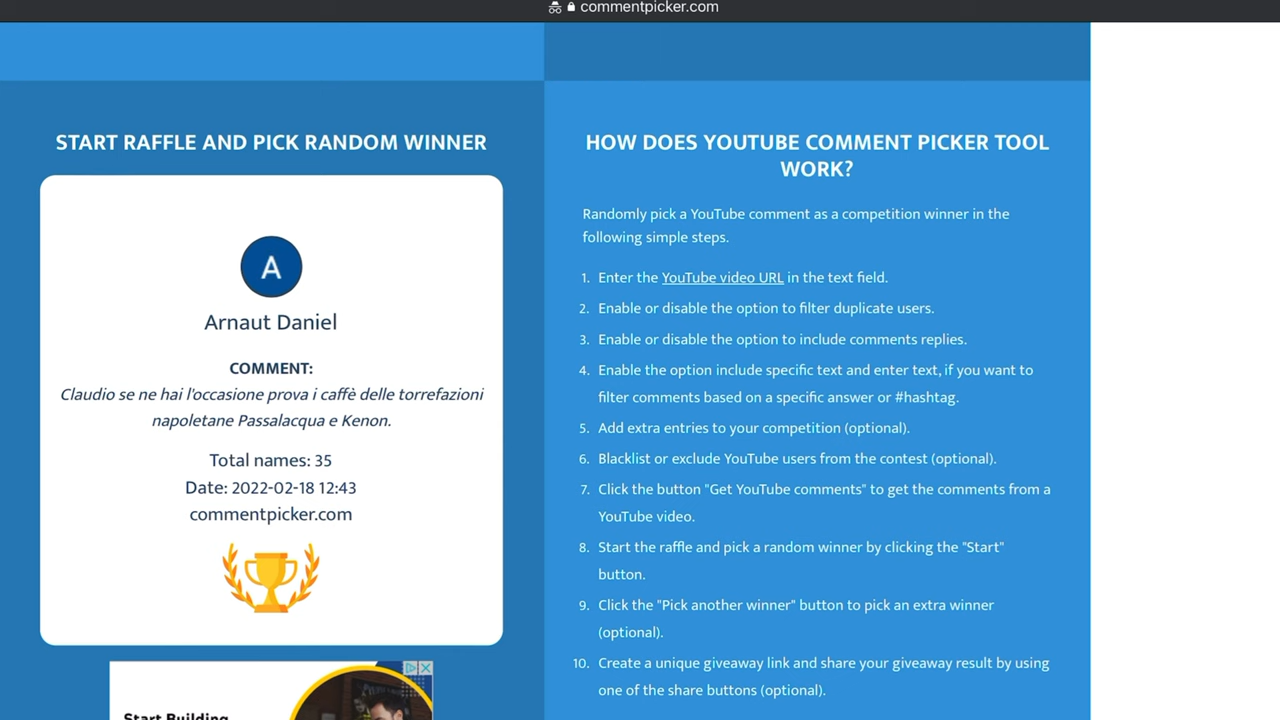 commentpicker.com
START RAFFLE AND PICK RANDOM WINNER
A
Arnaut Daniel
COMMENT:
Claudio se ne hai l'occasione prova i caffè delle torrefazioni
napoletane Passalacqua e Kenon.
Total names: 35
Date: 2022-02-18 12:43
commentpicker.com
Start Building
HOW DOES YOUTUBE COMMENT PICKER TOOL
WORK?
Randomly pick a YouTube comment as a competition winner in the
following simple steps.
1. Enter the YouTube video URL in the text field.
2. Enable or disable the option to filter duplicate users.
3. Enable or disable the option to include comments replies.
4. Enable the option include specific text and enter text, if you want to
filter comments based on a specific answer or #hashtag.
5. Add extra entries to your competition (optional).
6. Blacklist or exclude YouTube users from the contest (optional).
7. Click the button "Get YouTube comments" to get the comments from a
YouTube video.
8. Start the raffle and pick a random winner by clicking the "Start"
button.
9. Click the "Pick another winner" button to pick an extra winner
(optional).
10. Create a unique giveaway link and share your giveaway result by using
one of the share buttons (optional).